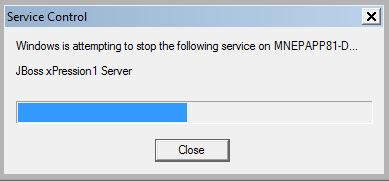 Service Control
Windows is attempting to stop the following service on MNEPAPP81-D...
JBoss xPression1 Server
Close